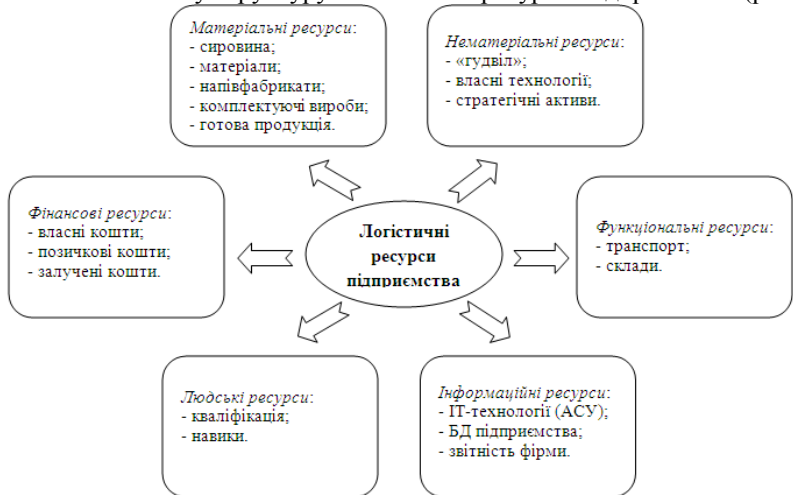 Матеріальні ресурси:
- сировина;
- матеріали;
- напівфабрикати;
- комплектуючі вироби;
- готова продукція.
Нематеріальні ресурси:
- «гудвіл»;
- власні технології;
- стратегічні активи.
Фінансові ресурси:
- власні кошти;
- позичкові кошти;
- залучені кошти.
Логістичні
ресурси
підприємства
Функціональні ресурси:
- транспорт;
- склади.
Людські ресурси:
- кваліфікація;
- навики.
Інформаційні ресурси:
- ІТ-технології (АСУ);
- БД підприємства;
- звітність фірми.